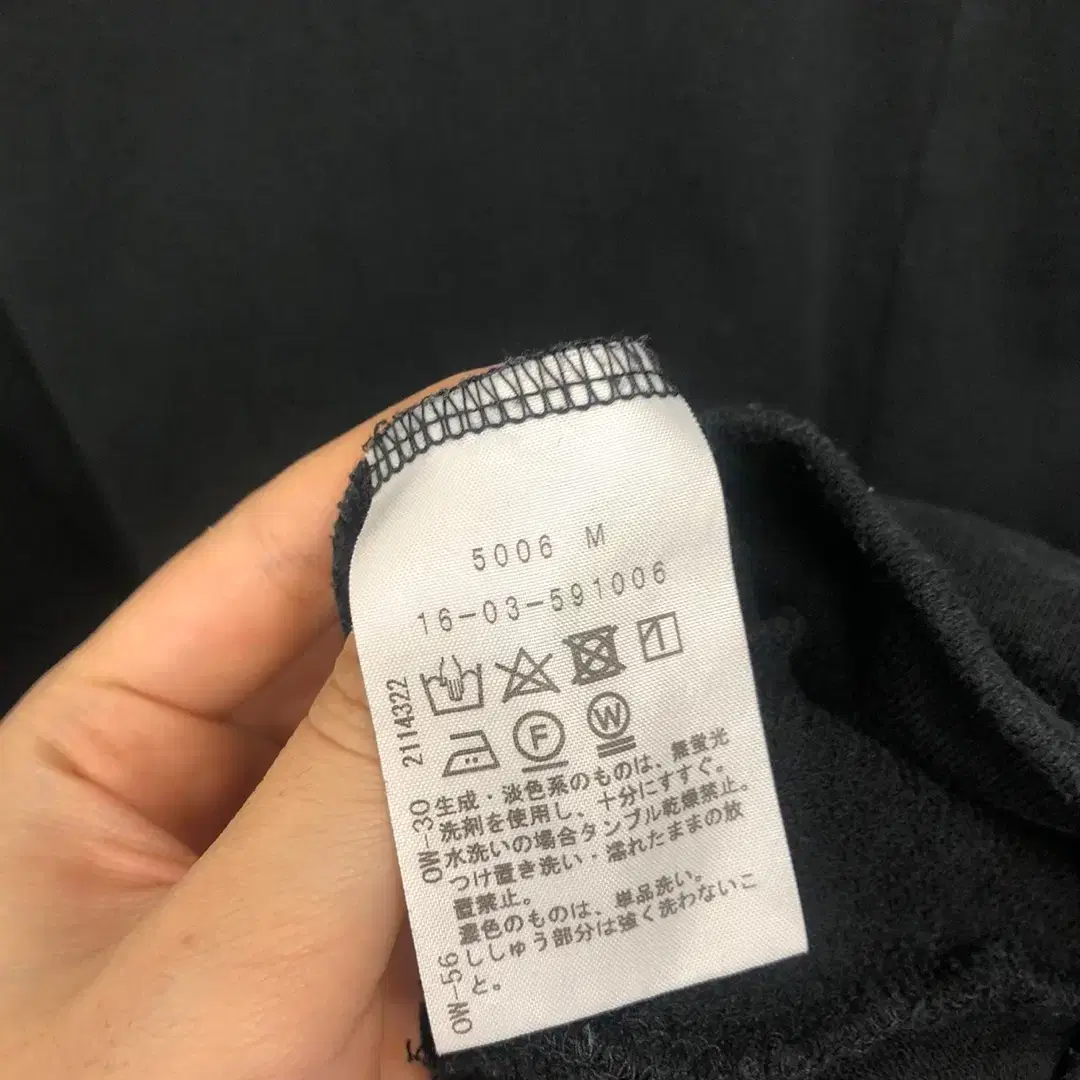 5006 M
16-03-591006
2114322
F
W
OW-30
生成・淡色系のものは、無蛍光
洗剤を使用し、十分にすすぐ。
水洗いの場合タンブル乾燥禁止。
つけ置き洗い・濡れたままの放
置禁止。
濃色のものは、単品洗い。
OW-56
ししゅう部分は強く洗わないこ
と。